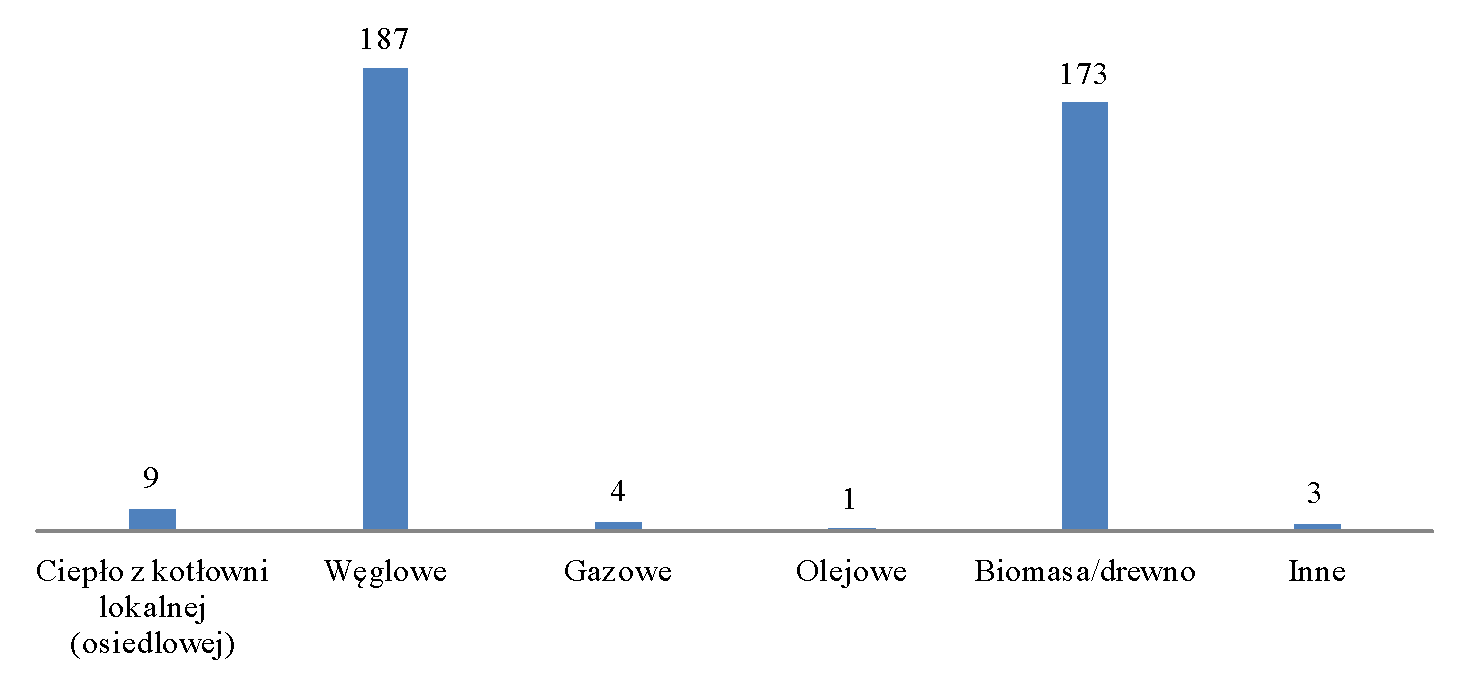 187
173
9
4
1
3
Ciepło z kotłowni
lokalnej
(osiedlowej)
Węglowe
Gazowe
Olejowe
Biomasa/drewno
Inne